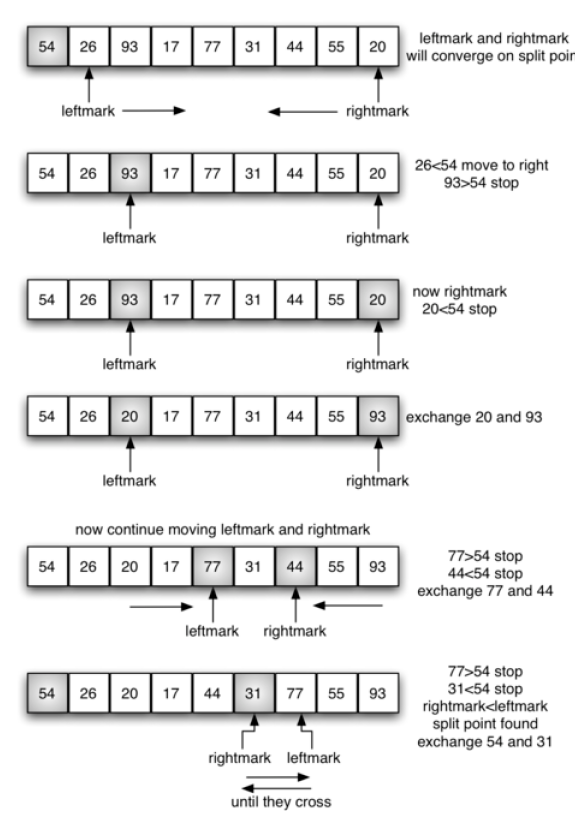 54 26 93 17 77 31 44 55 20
leftmark and rightmark
will converge on split poin
leftmark rightmark
54 26 93 17 77 31 44 55 20
26<54 move to right
93>54 stop
leftmark rightmark
54 26 93 17 77 31 44 55 20
now rightmark
20<54 stop
leftmark rightmark
54 26 20 17 77 31 44 55 93
exchange 20 and 93
leftmark rightmark
now continue moving leftmark and rightmark
54 26 20 17 77 31 44 55 93
77>54 stop
44<54 stop
exchange 77 and 44
leftmark rightmark
54 26 20 17 44 31 77 55 93
77>54 stop
31<54 stop
rightmark<leftmark
split point found
exchange 54 and 31
rightmark leftmark
until they cross